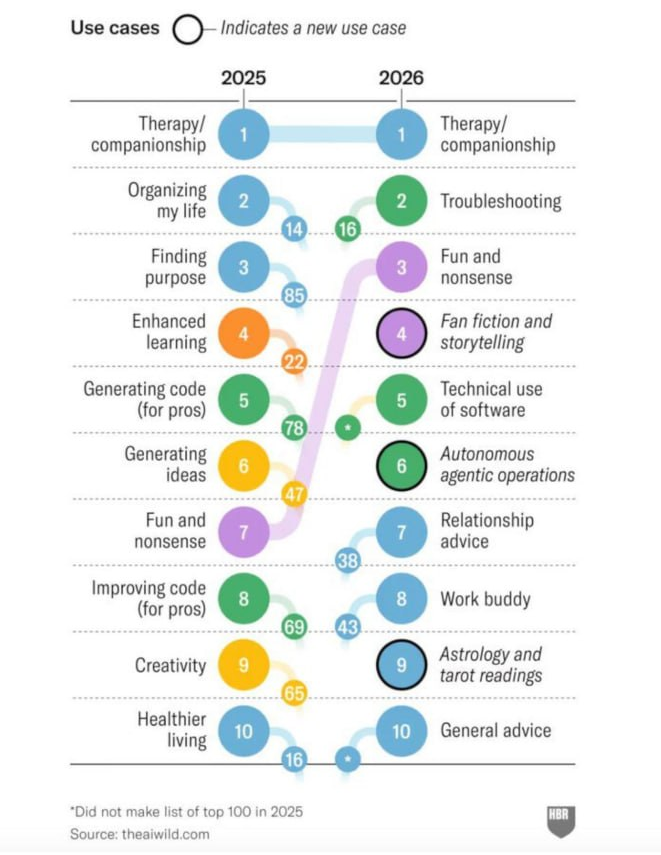 Use cases
Indicates a new use case
2025
2026
Therapy/
companionship
1
1
Therapy/
companionship
Organizing
my life
2
14
16
2
Troubleshooting
Finding
purpose
3
85
3
Fun and
nonsense
Enhanced
learning
4
22
4
Fan fiction and
storytelling
Generating code
(for pros)
5
78
*
5
Technical use
of software
Generating
ideas
6
47
6
Autonomous
agentic operations
Fun and
nonsense
7
38
7
Relationship
advice
Improving code
(for pros)
8
69
43
8
Work buddy
Creativity
9
65
9
Astrology and
tarot readings
Healthier
living
10
16
*
10
General advice
*Did not make list of top 100 in 2025
Source: theaiwild.com
HBR